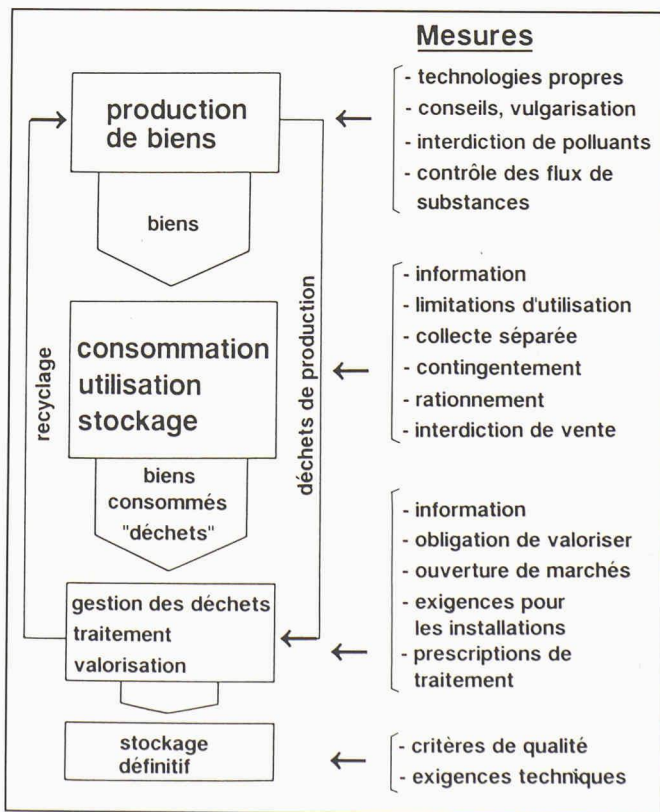 Mesures
production
de biens
- technologies propres
- conseils, vulgarisation
- interdiction de polluants
- contrôle des flux de
substances
biens
recyclage
déchets de production
consommation
utilisation
stockage
- information
- limitations d'utilisation
- collecte séparée
- contingentement
- rationnement
- interdiction de vente
biens
consommés
"déchets"
gestion des déchets
traitement
valorisation
- information
- obligation de valoriser
- ouverture de marchés
- exigences pour
les installations
- prescriptions de
traitement
stockage
définitif
- critères de qualité
- exigences techniques